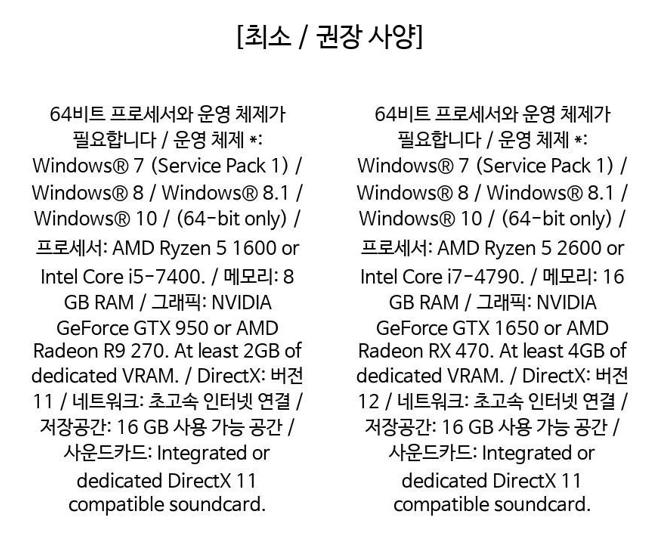 [최소 / 권장 사양]
64비트 프로세서와 운영 체제가
필요합니다 / 운영 체제 *:
Windows® 7 (Service Pack 1) /
Windows® 8 / Windows® 8.1 /
Windows® 10 / (64-bit only) /
프로세서: AMD Ryzen 5 1600 or
Intel Core i5-7400. / 메모리: 8
GB RAM / 그래픽: NVIDIA
GeForce GTX 950 or AMD
Radeon R9 270. At least 2GB of
dedicated VRAM. / DirectX: 버전
11 / 네트워크: 초고속 인터넷 연결 /
저장공간: 16 GB 사용 가능 공간 /
사운드카드: Integrated or
dedicated DirectX 11
compatible soundcard.
64비트 프로세서와 운영 체제가
필요합니다 / 운영 체제 *:
Windows® 7 (Service Pack 1) /
Windows® 8 / Windows® 8.1 /
Windows® 10 / (64-bit only) /
프로세서: AMD Ryzen 5 2600 or
Intel Core i7-4790. / 메모리: 16
GB RAM / 그래픽: NVIDIA
GeForce GTX 1650 or AMD
Radeon RX 470. At least 4GB of
dedicated VRAM. / DirectX: 버전
12 / 네트워크: 초고속 인터넷 연결 /
저장공간: 16 GB 사용 가능 공간 /
사운드카드: Integrated or
dedicated DirectX 11
compatible soundcard.